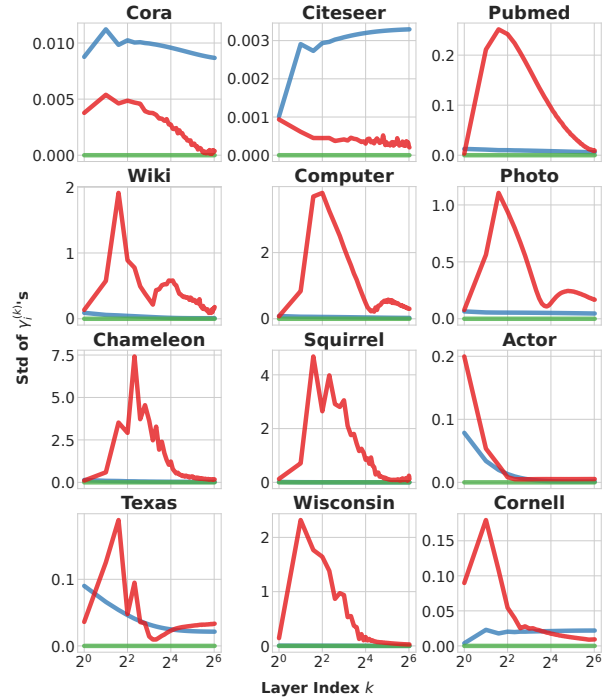 Cora Citeseer Pubmed
0.010 0.005 0.000
0.003 0.002 0.001 0.000
0.2 0.1 0.0
Wiki Computer Photo
2 1 0
2 0
1.0 0.5 0.0
Std of γ_i^(k)'s
Chameleon Squirrel Actor
7.5 5.0 2.5 0.0
4 2 0
0.2 0.1 0.0
Texas Wisconsin Cornell
0.1 0.0
2 1 0
0.15 0.10 0.05 0.00
2^0 2^2 2^4 2^6
2^0 2^2 2^4 2^6
2^0 2^2 2^4 2^6
Layer Index k